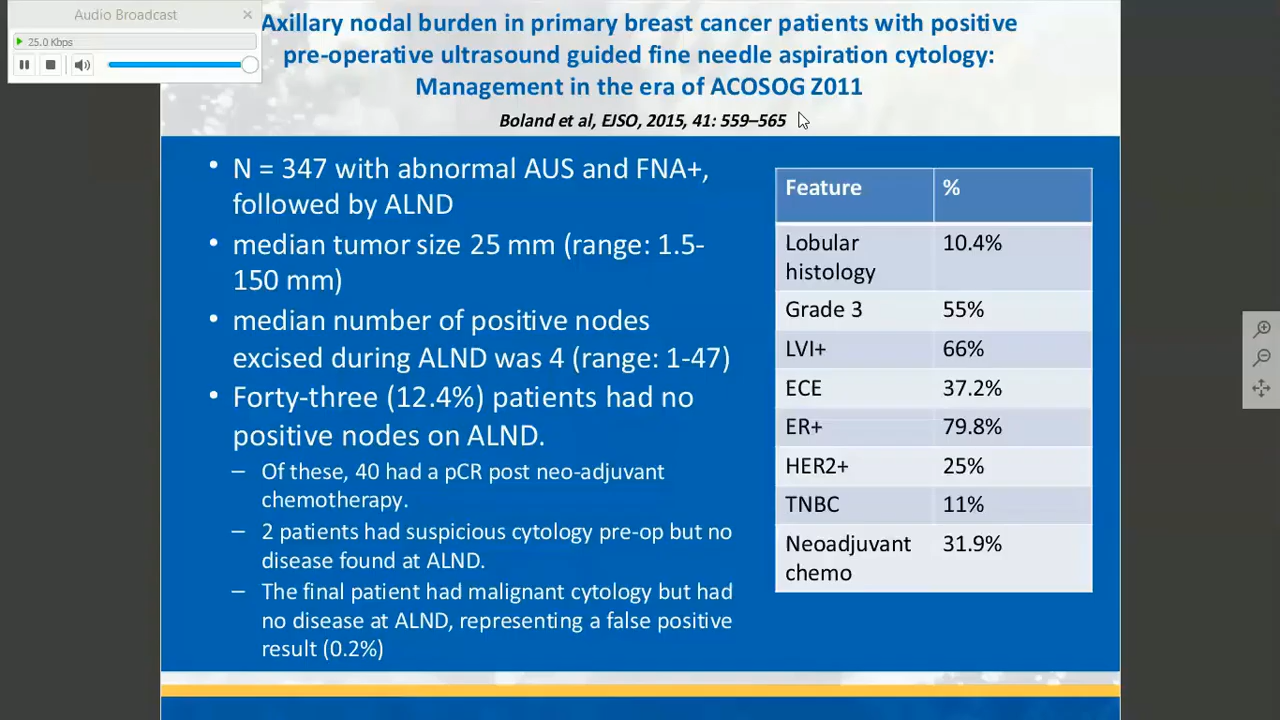 Audio Broadcast
25.0 Kbps
Axillary nodal burden in primary breast cancer patients with positive
pre-operative ultrasound guided fine needle aspiration cytology:
Management in the era of ACOSOG Z011
Boland et al, EJSO, 2015, 41: 559–565
• N = 347 with abnormal AUS and FNA+,
followed by ALND
• median tumor size 25 mm (range: 1.5-
150 mm)
• median number of positive nodes
excised during ALND was 4 (range: 1-47)
• Forty-three (12.4%) patients had no
positive nodes on ALND.
– Of these, 40 had a pCR post neo-adjuvant
chemotherapy.
– 2 patients had suspicious cytology pre-op but no
disease found at ALND.
– The final patient had malignant cytology but had
no disease at ALND, representing a false positive
result (0.2%)
Feature %
Lobular 10.4%
histology
Grade 3 55%
LVI+ 66%
ECE 37.2%
ER+ 79.8%
HER2+ 25%
TNBC 11%
Neoadjuvant 31.9%
chemo